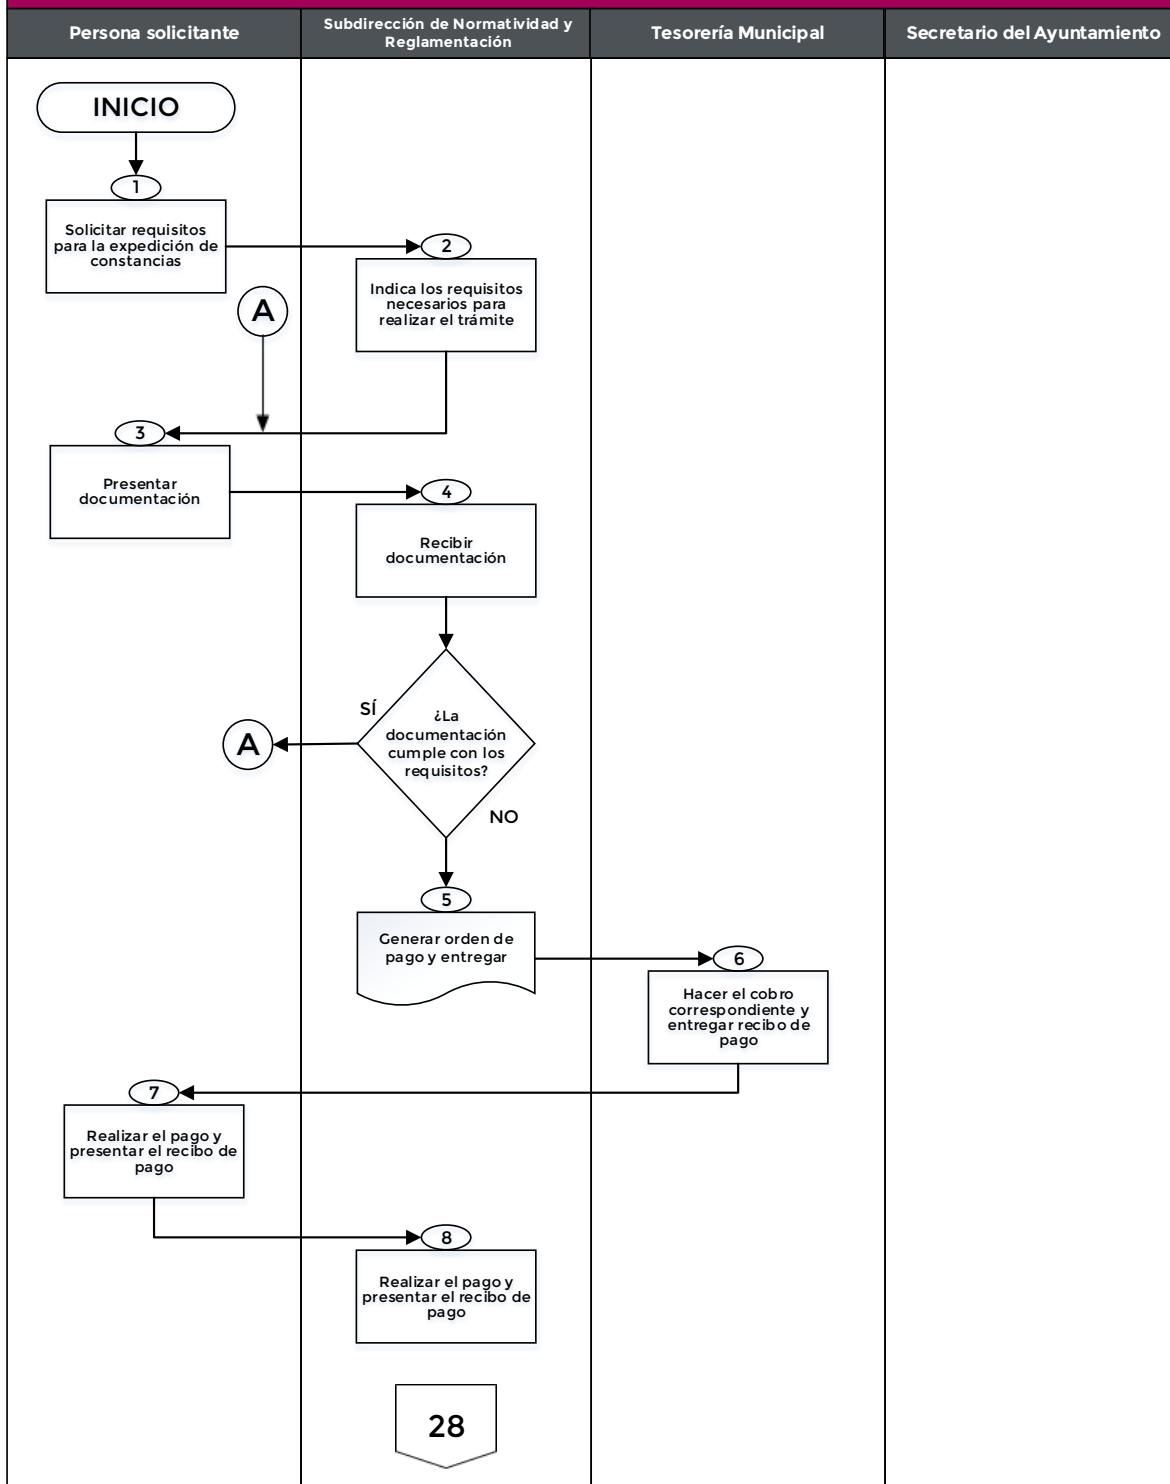 Persona solicitante
Subdirección de Normatividad y
Reglamentación
Tesorería Municipal
Secretario del Ayuntamiento
INICIO
1
Solicitar requisitos
para la expedición de
constancias
2
Indica los requisitos
necesarios para
realizar el trámite
A
3
Presentar
documentación
4
Recibir
documentación
SÍ
¿La
documentación
cumple con los
requisitos?
A
NO
5
Generar orden de
pago y entregar
6
Hacer el cobro
correspondiente y
entregar recibo de
pago
7
Realizar el pago y
presentar el recibo de
pago
8
Realizar el pago y
presentar el recibo de
pago
28